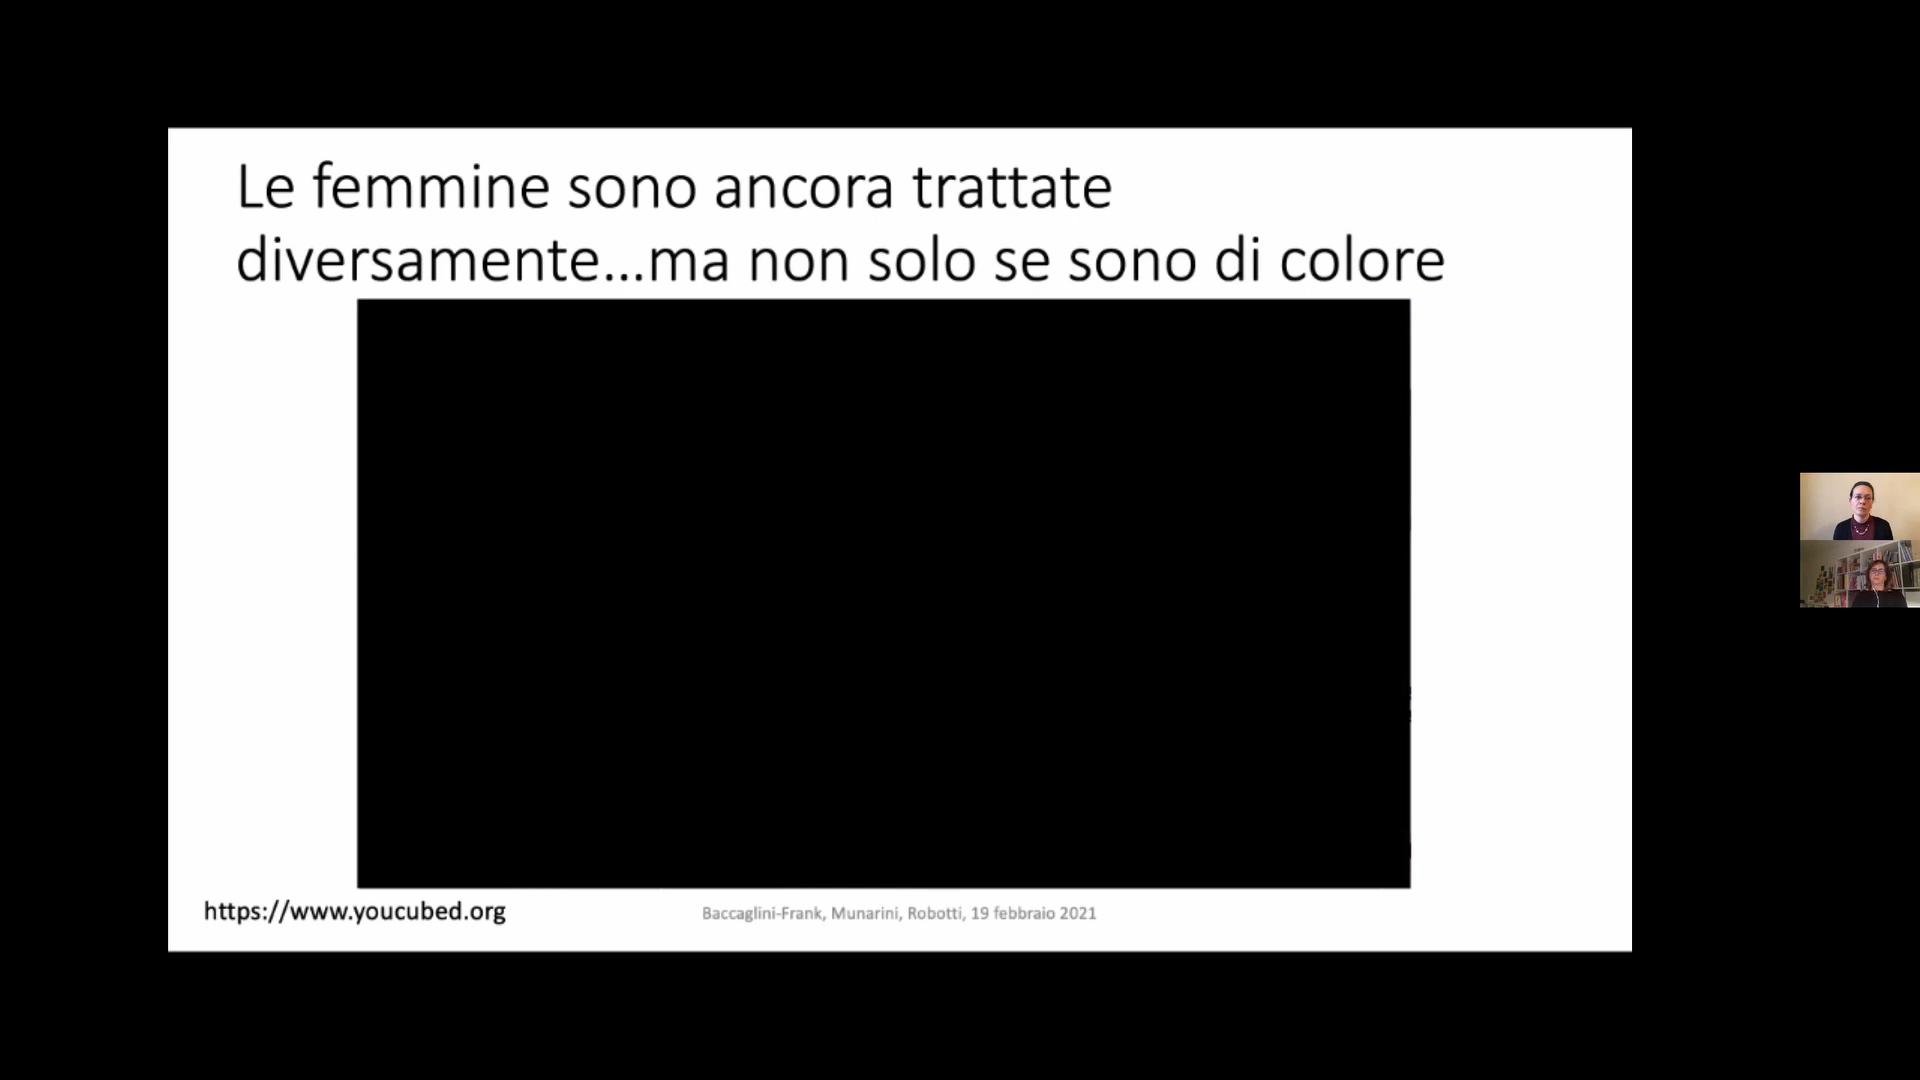 Le femmine sono ancora trattate
diversamente...ma non solo se sono di colore
https://www.youcubed.org
Baccaglini-Frank, Munarini, Robotti, 19 febbraio 2021